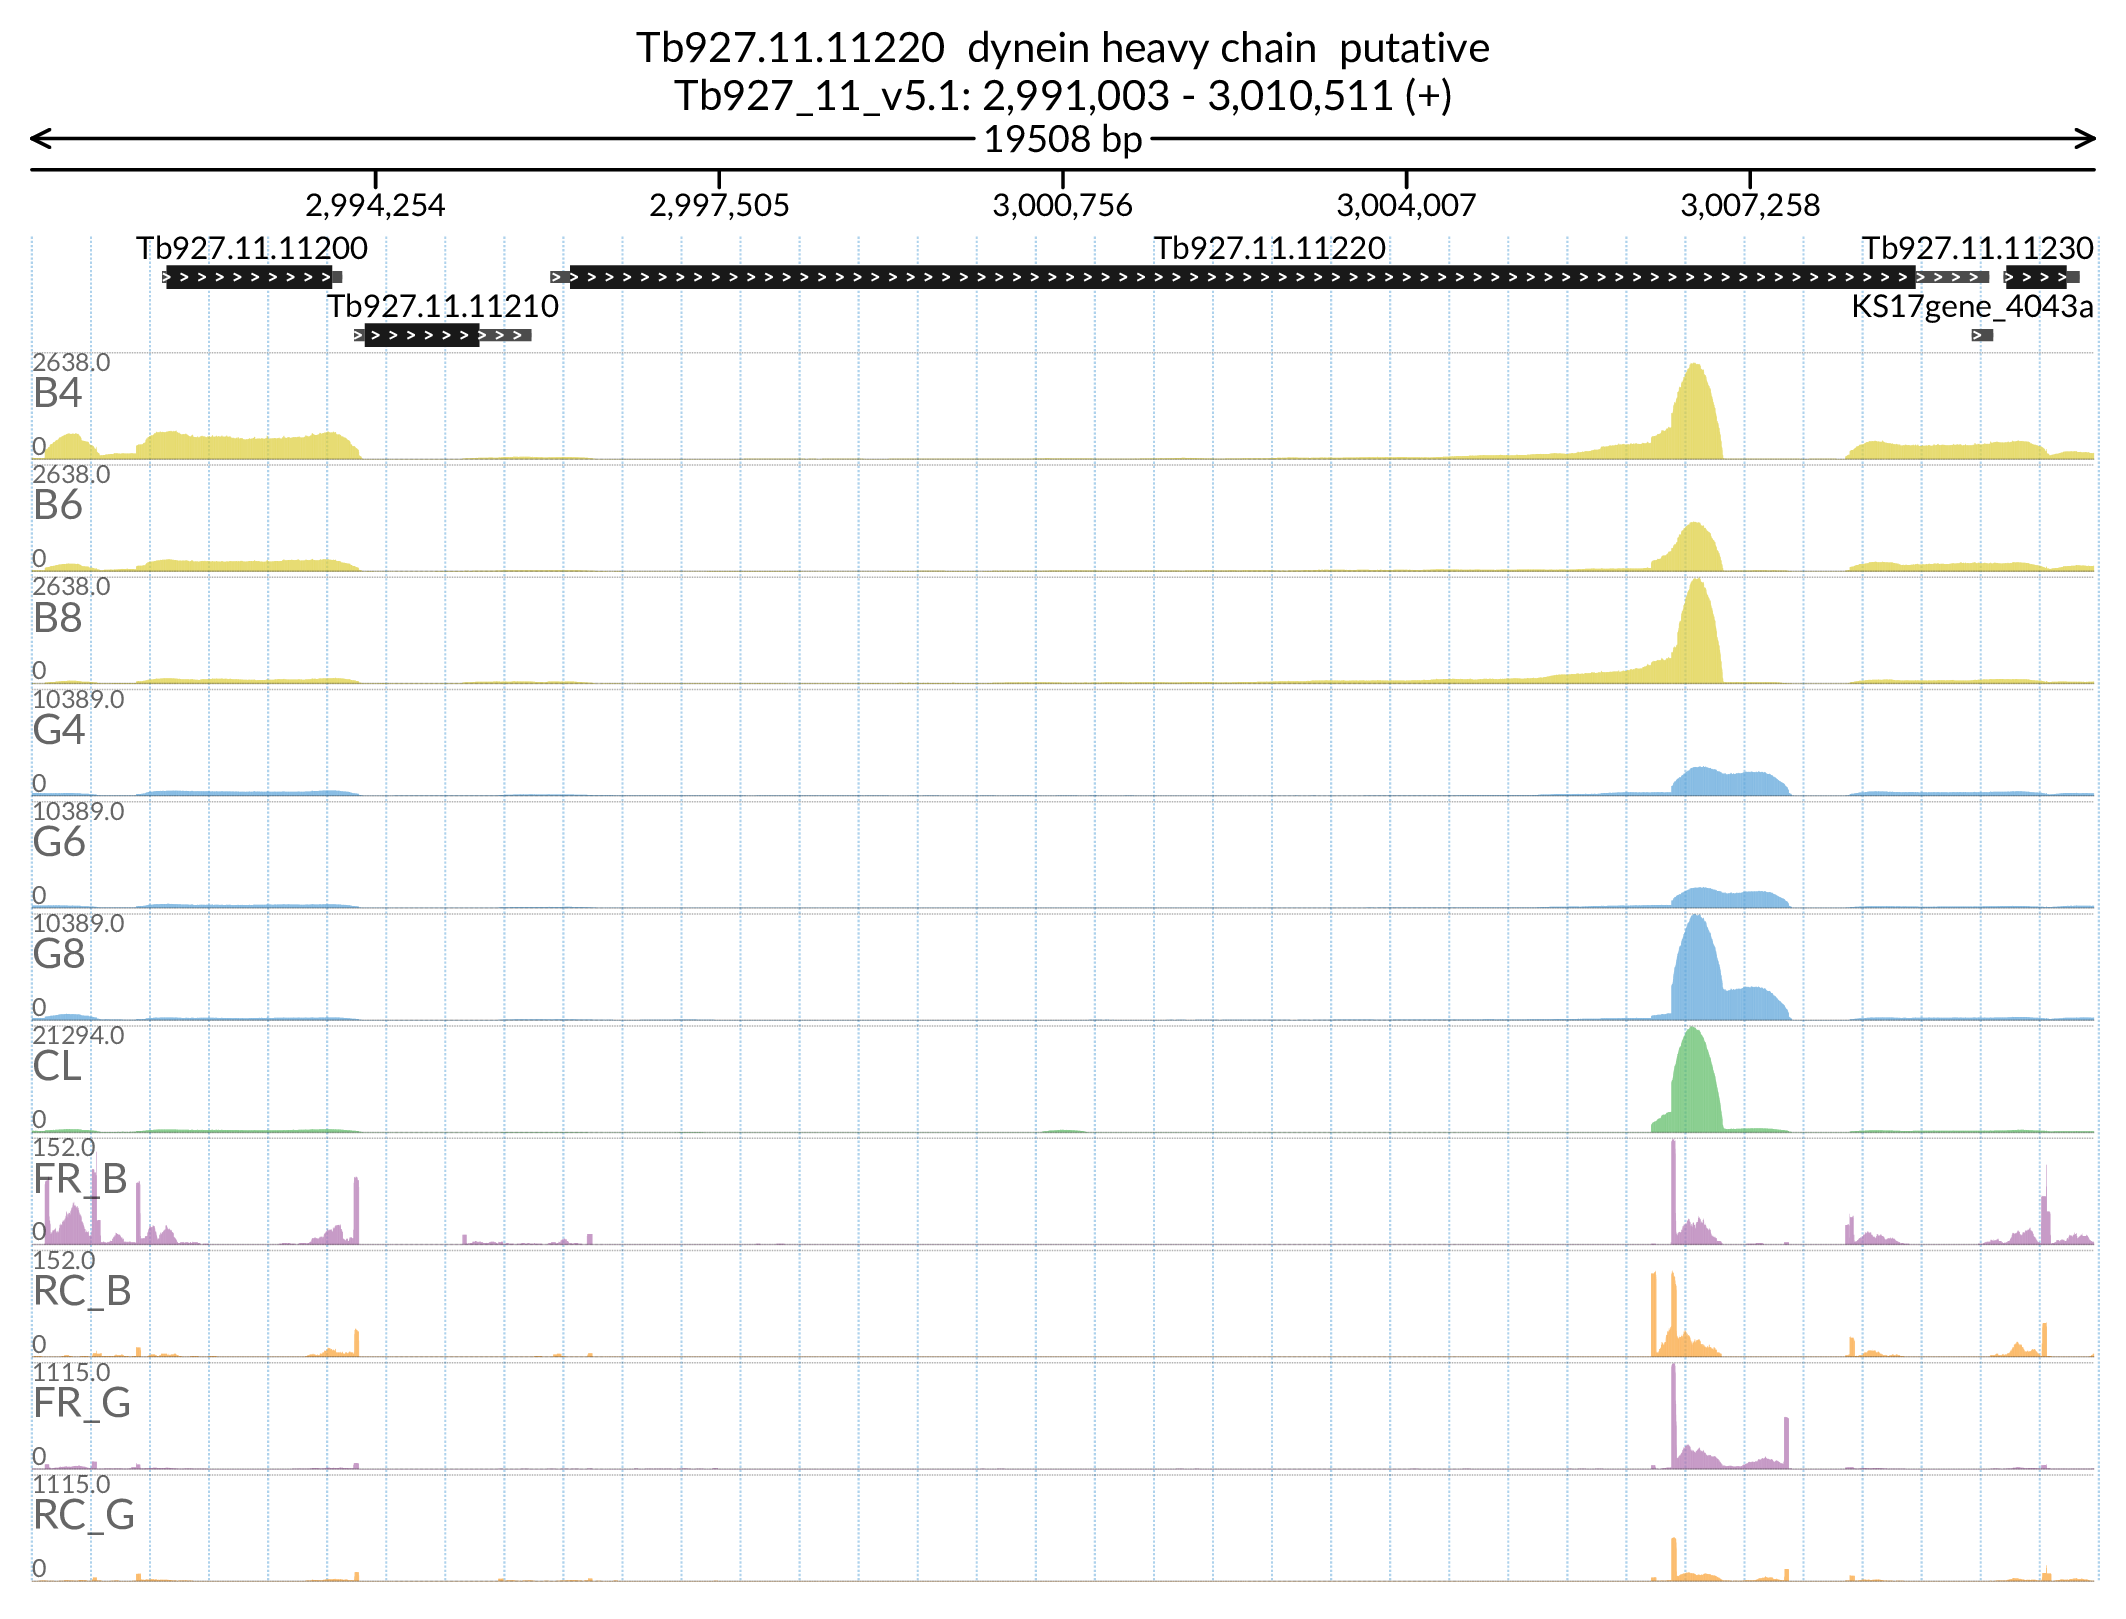 Tb927.11.11220 dynein heavy chain putative
Tb927_11_v5.1: 2,991,003 - 3,010,511 (+)
19508 bp
2,994,254 2,997,505 3,000,756 3,004,007 3,007,258
Tb927.11.11200 Tb927.11.11220 Tb927.11.11230
Tb927.11.11210 KS17gene_4043a
2638.0
B4
0
2638.0
B6
0
2638.0
B8
0
10389.0
G4
0
10389.0
G6
0
10389.0
G8
0
21294.0
CL
0
152.0
FR_B
0
152.0
RC_B
0
1115.0
FR_G
0
1115.0
RC_G
0